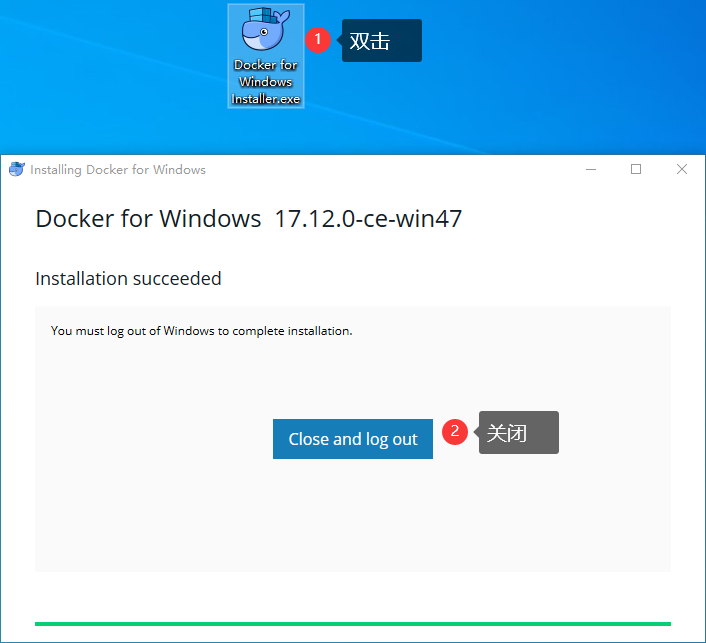 Docker for
Windows
Installer.exe
1
双击
Installing Docker for Windows
Docker for Windows 17.12.0-ce-win47
Installation succeeded
You must log out of Windows to complete installation.
Close and log out
2
关闭